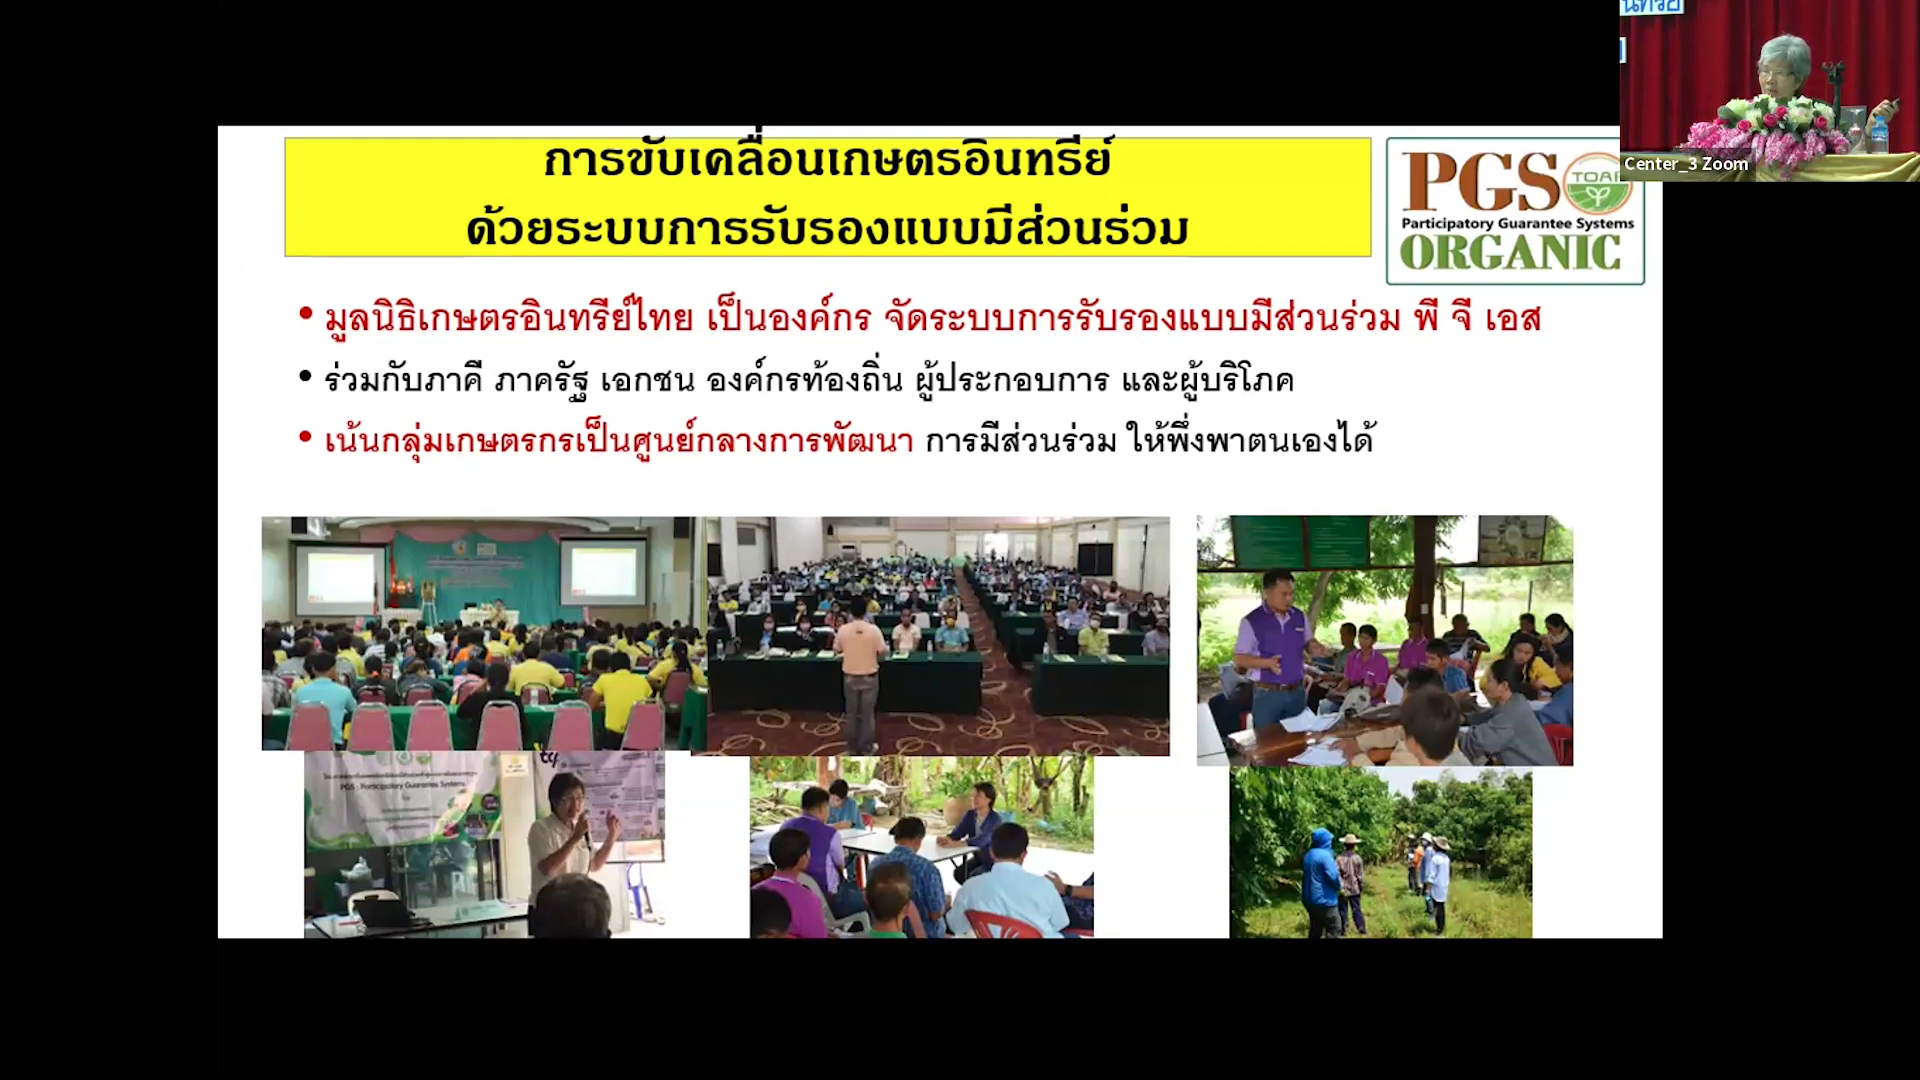 การขับเคลื่อนเกษตรอินทรีย์
ด้วยระบบการรับรองแบบมีส่วนร่วม
PGS
Participatory Guarantee Systems
ORGANIC
Center_3 Zoom
• มูลนิธิเกษตรอินทรีย์ไทย เป็นองค์กร จัดระบบการรับรองแบบมีส่วนร่วม พี จี เอส
• ร่วมกับภาคี ภาครัฐ เอกชน องค์กรท้องถิ่น ผู้ประกอบการ และผู้บริโภค
• เน้นกลุ่มเกษตรกรเป็นศูนย์กลางการพัฒนา การมีส่วนร่วม ให้พึ่งพาตนเองได้
PGS : Participatory Guarantee Systems